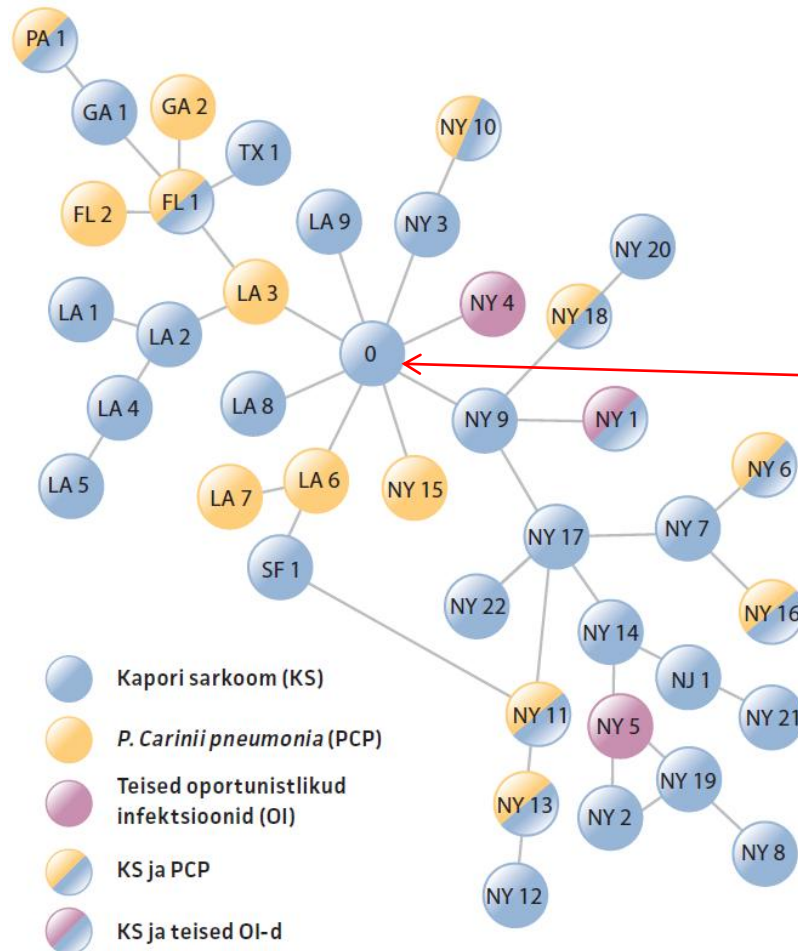 PA 1
GA 1
GA 2
TX 1
NY 10
FL 2
FL 1
LA 9
NY 3
NY 20
LA 1
LA 2
LA 3
NY 4
NY 18
0
LA 4
LA 8
NY 9
NY 1
LA 5
LA 7
LA 6
NY 15
NY 6
SF 1
NY 17
NY 7
NY 22
NY 14
NY 16
NJ 1
NY 21
NY 11
NY 5
NY 13
NY 2
NY 19
NY 12
NY 8
Kapori sarkoom (KS)
P. Carinii pneumonia (PCP)
Teised oportunistlikud
infektsioonid (OI)
KS ja PCP
KS ja teised OI-d